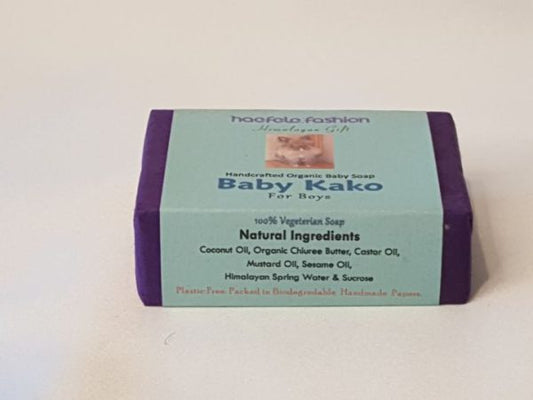 haefele.fashion
Himalayan Gift
Handcrafted Organic Baby Soap
Baby Kako
For Boys
100% Vegeterian Soap
Natural Ingredients
Coconut Oil, Organic Chiuree Butter, Castor Oil,
Mustard Oil, Sesame Oil,
Himalayan Spring Water & Sucrose
Plastic Free. Packed in Biodegradable, Handmade Papers.